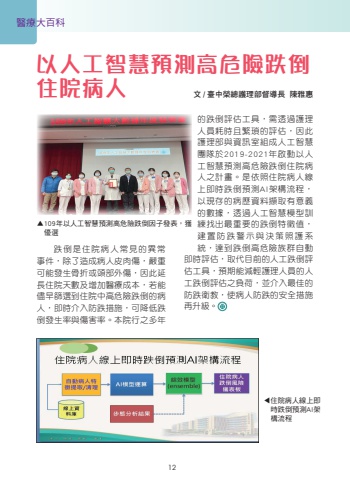 醫療大百科
以人工智慧預測高危險跌倒
住院病人
文 / 臺中榮總護理部督導長 陳雅惠
▲109年以人工智慧預測高危險跌倒因子發表，獲
優選
跌倒是住院病人常見的異常
事件，除了造成病人皮肉傷，嚴重
可能發生骨折或頭部外傷，因此延
長住院天數及增加醫療成本，若能
儘早篩選到住院中高危險跌倒的病
人，即時介入防跌措施，可降低跌
倒發生率與傷害率。本院行之多年
的跌倒評估工具，需透過護理
人員耗時且繁瑣的評估，因此
護理部與資訊室組成人工智慧
團隊於2019-2021年啟動以人
工智慧預測高危險跌倒住院病
人之計畫。是依照住院病人線
上即時跌倒預測AI架構流程，
以現存的病歷資料擷取有意義
的數據，透過人工智慧模型訓
練找出最重要的跌倒特徵值，
建置防跌警示與決策照護系
統，達到跌倒高危險族群自動
即時評估，取代目前的人工跌倒評
估工具，預期能減輕護理人員的人
工跌倒評估之負荷，並介入最佳的
防跌衛教，使病人防跌的安全措施
再升級。
住院病人線上即時跌倒預測AI架構流程
自動病人特
徵擷取/清理
AI模型運算
綜效模型
(ensemble)
住院病人
跌倒風險
儀表板
線上資
料庫
步態分析結果
◀住院病人線上即
時跌倒預測AI架
構流程
12